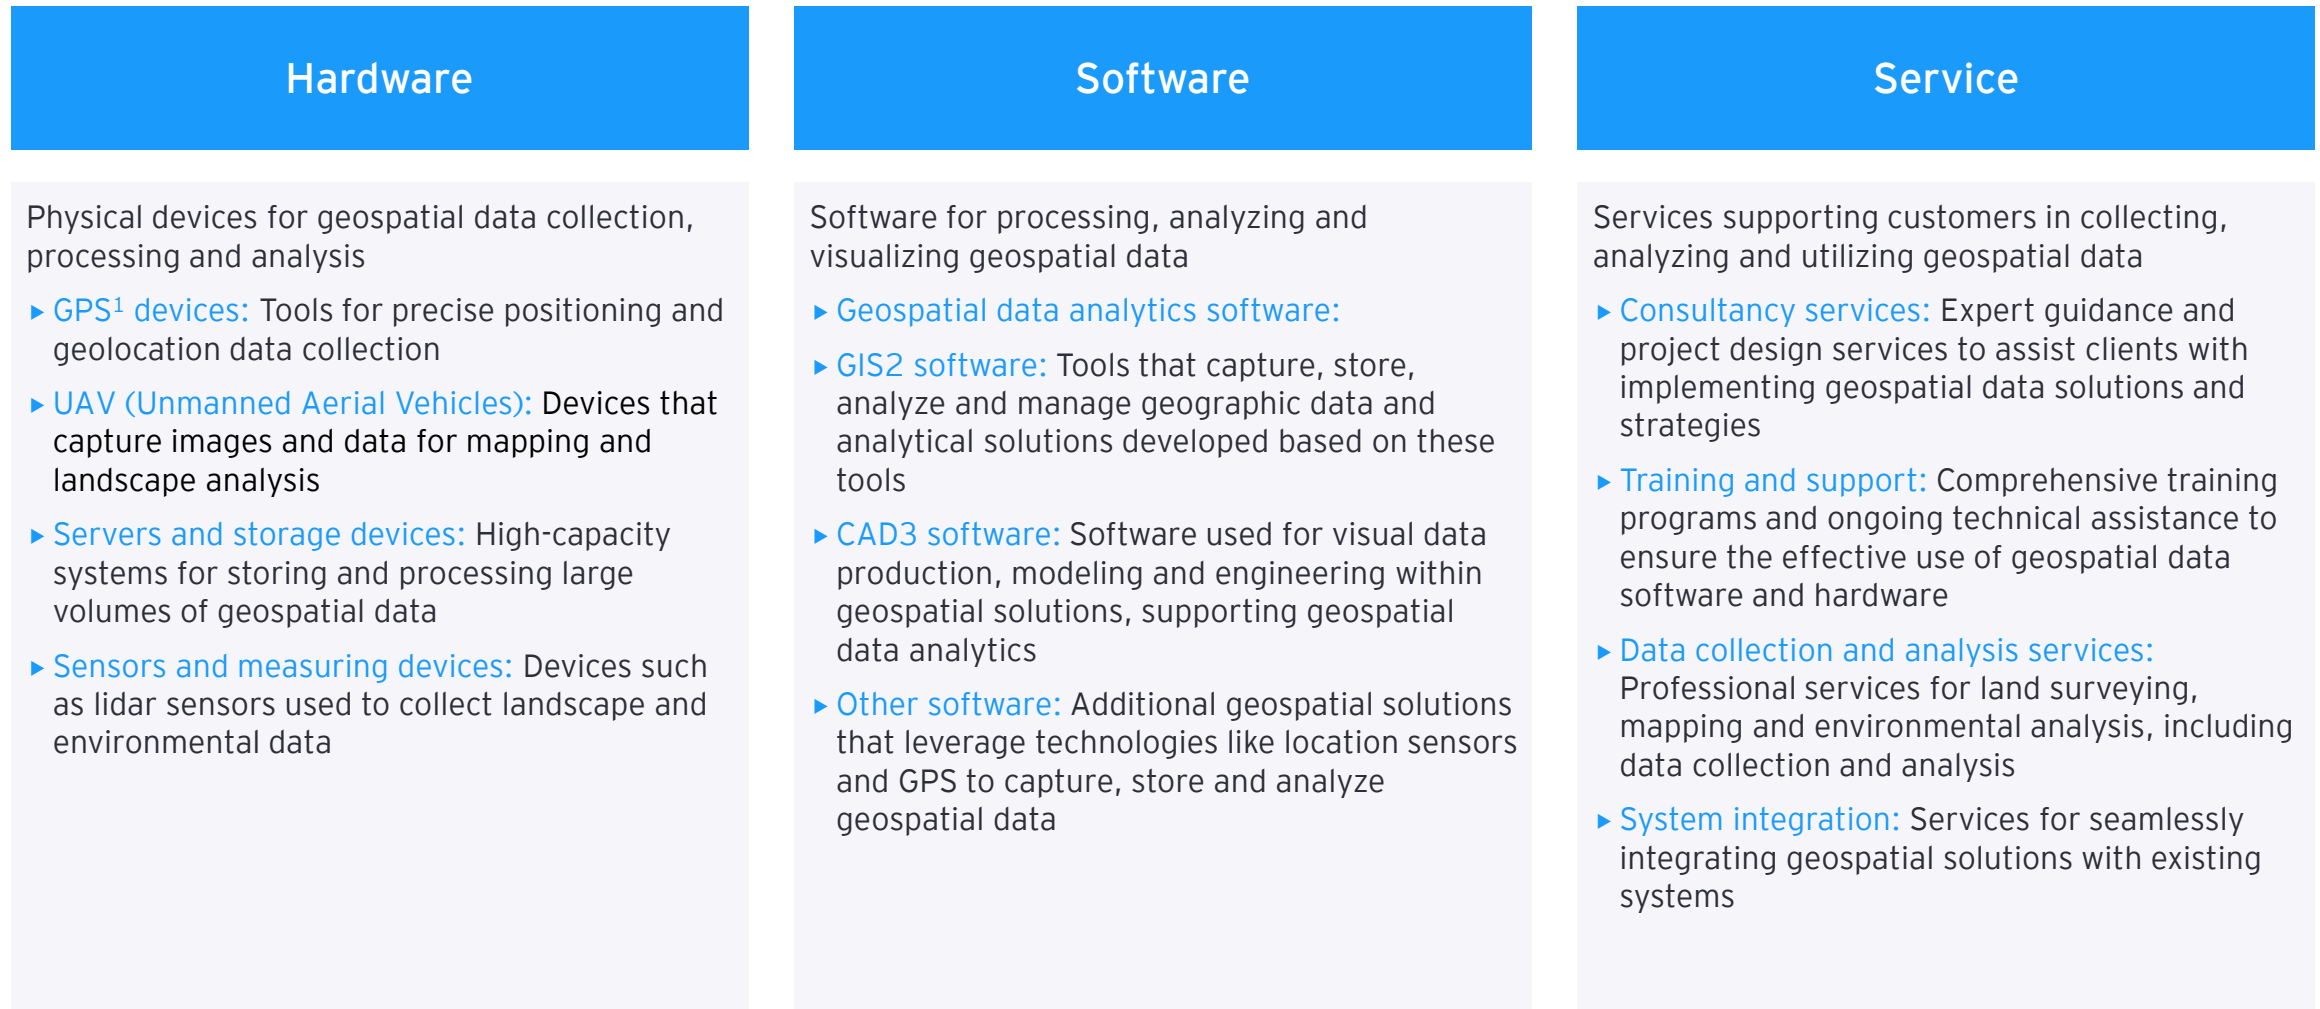 Hardware
Physical devices for geospatial data collection,
processing and analysis
▸ GPS¹ devices: Tools for precise positioning and
geolocation data collection
▸ UAV (Unmanned Aerial Vehicles): Devices that
capture images and data for mapping and
landscape analysis
▸ Servers and storage devices: High-capacity
systems for storing and processing large
volumes of geospatial data
▸ Sensors and measuring devices: Devices such
as lidar sensors used to collect landscape and
environmental data
Software
Software for processing, analyzing and
visualizing geospatial data
▸ Geospatial data analytics software:
▸ GIS2 software: Tools that capture, store,
analyze and manage geographic data and
analytical solutions developed based on these
tools
▸ CAD3 software: Software used for visual data
production, modeling and engineering within
geospatial solutions, supporting geospatial
data analytics
▸ Other software: Additional geospatial solutions
that leverage technologies like location sensors
and GPS to capture, store and analyze
geospatial data
Service
Services supporting customers in collecting,
analyzing and utilizing geospatial data
▸ Consultancy services: Expert guidance and
project design services to assist clients with
implementing geospatial data solutions and
strategies
▸ Training and support: Comprehensive training
programs and ongoing technical assistance to
ensure the effective use of geospatial data
software and hardware
▸ Data collection and analysis services:
Professional services for land surveying,
mapping and environmental analysis, including
data collection and analysis
▸ System integration: Services for seamlessly
integrating geospatial solutions with existing
systems